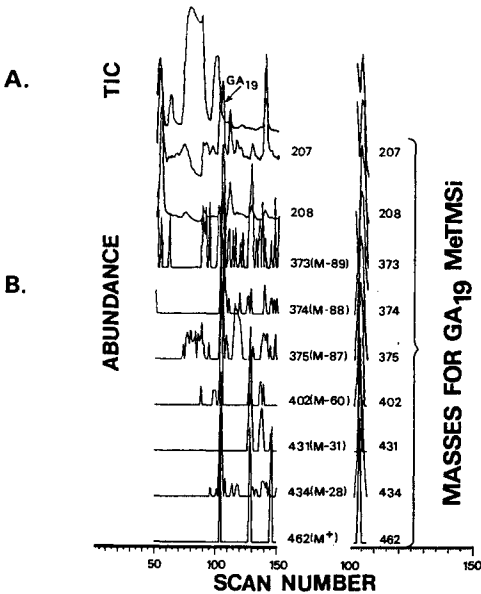 A.
TIC
GA19
207 207
208 208
373(M-89) 373
B.
ABUNDANCE
374(M-88) 374
375(M-87) 375
402(M-60) 402
431(M-31) 431
434(M-28) 434
462(M+) 462
MASSES FOR GA19 MeTMSi
50 100 150 100 150
SCAN NUMBER